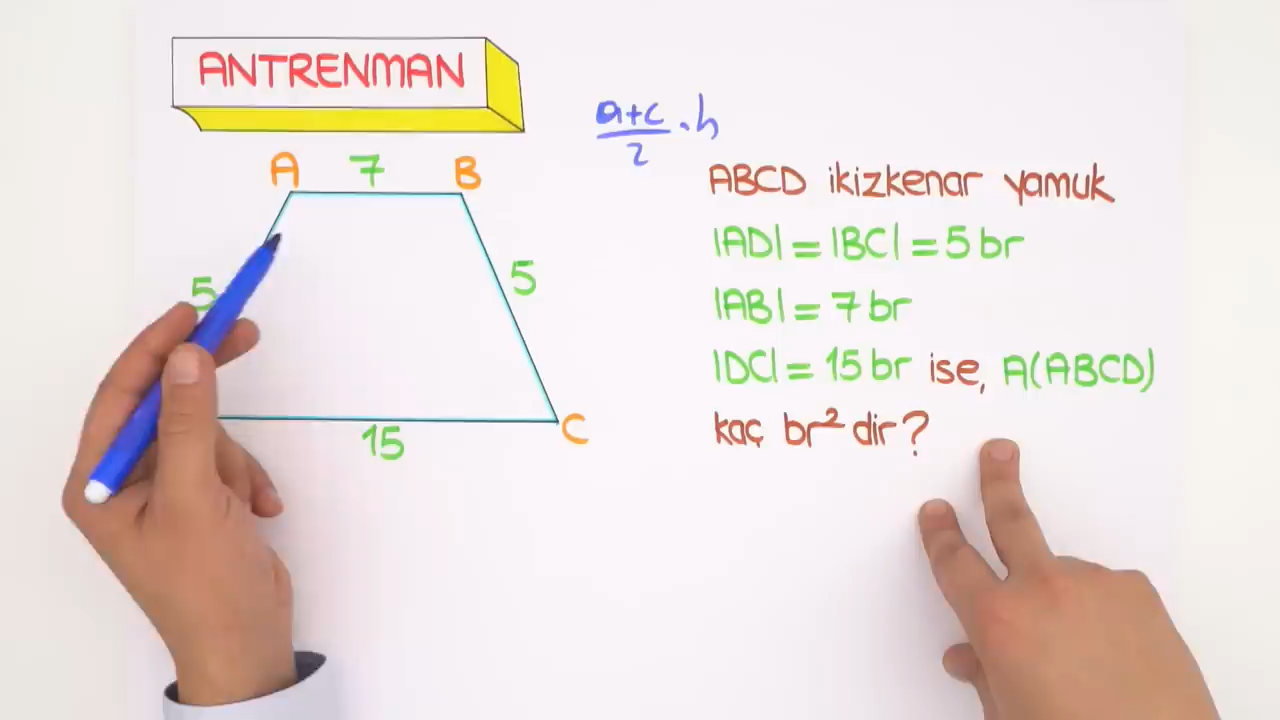 ANTRENMAN
a+c
2
.h
A 7 B
ABCD ikizkenar yamuk
|AD| = |BC| = 5 br
5 5
|AB| = 7 br
|DC| = 15 br ise, A(ABCD)
kaç br² dir ?
15 C